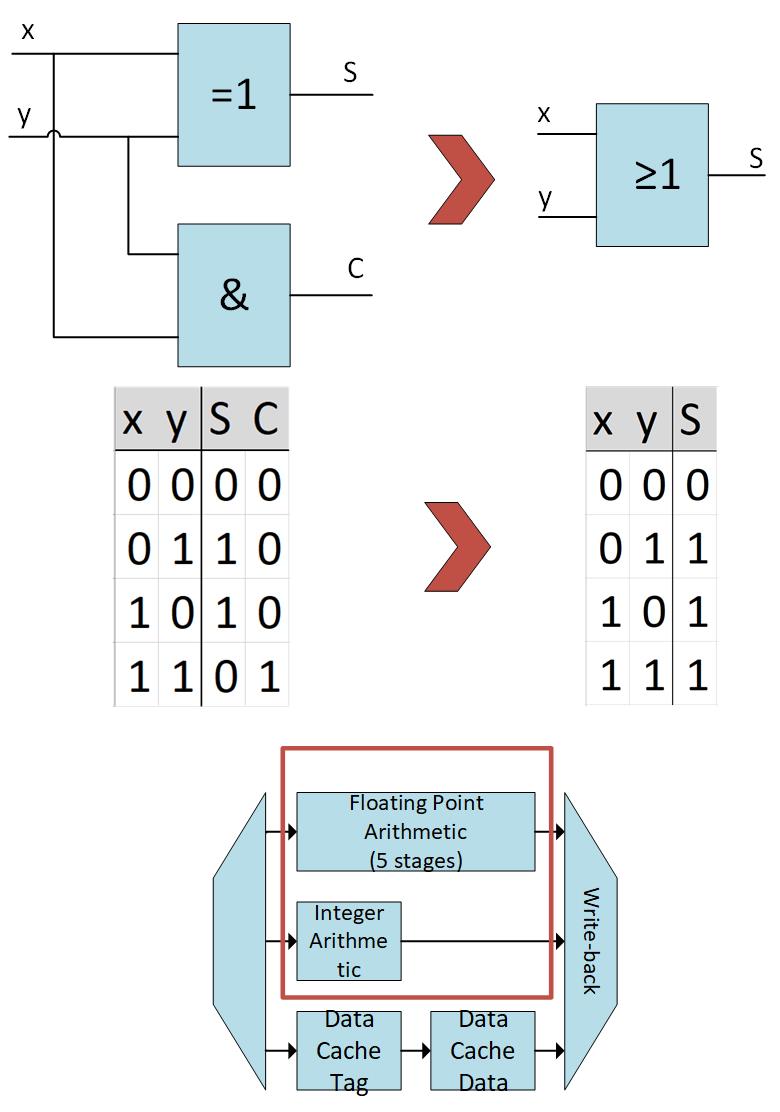 x
y
=1
S
&
C
x
y
≥1
S
x y S C
0 0 0 0
0 1 1 0
1 0 1 0
1 1 0 1
x y S
0 0 0
0 1 1
1 0 1
1 1 1
Floating Point
Arithmetic
(5 stages)
Integer
Arithme
tic
Write-back
Data
Cache
Tag
Data
Cache
Data